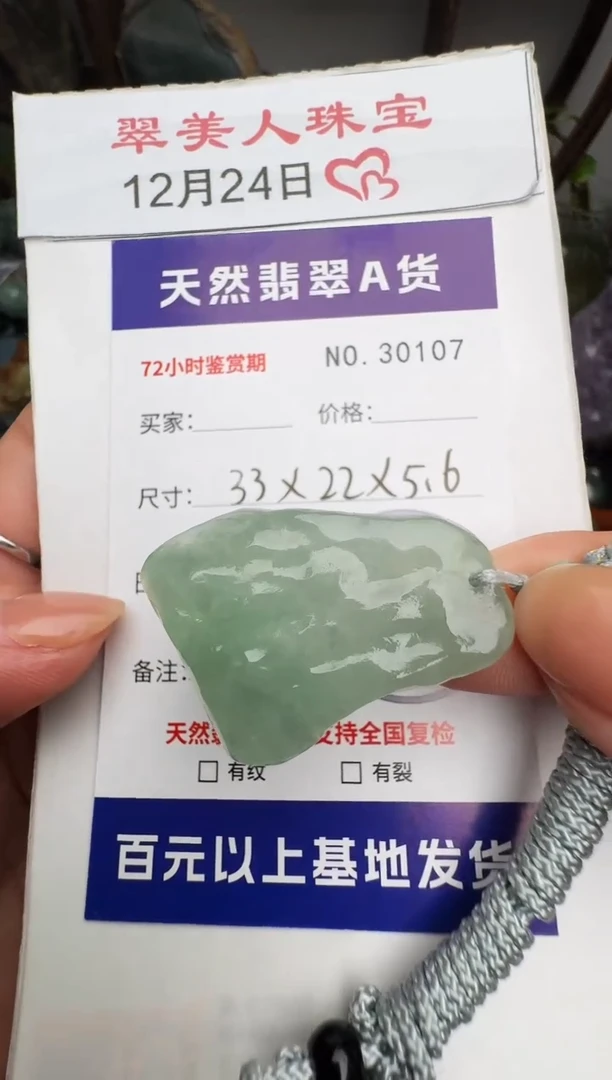 翠美人珠宝
12月24日
天然翡翠A货
72小时鉴赏期 NO. 30107
买家: 价格:
尺寸: 33×22×5.6
备注:
天然 支持全国复检
□ 有纹 □ 有裂
百元以上基地发货